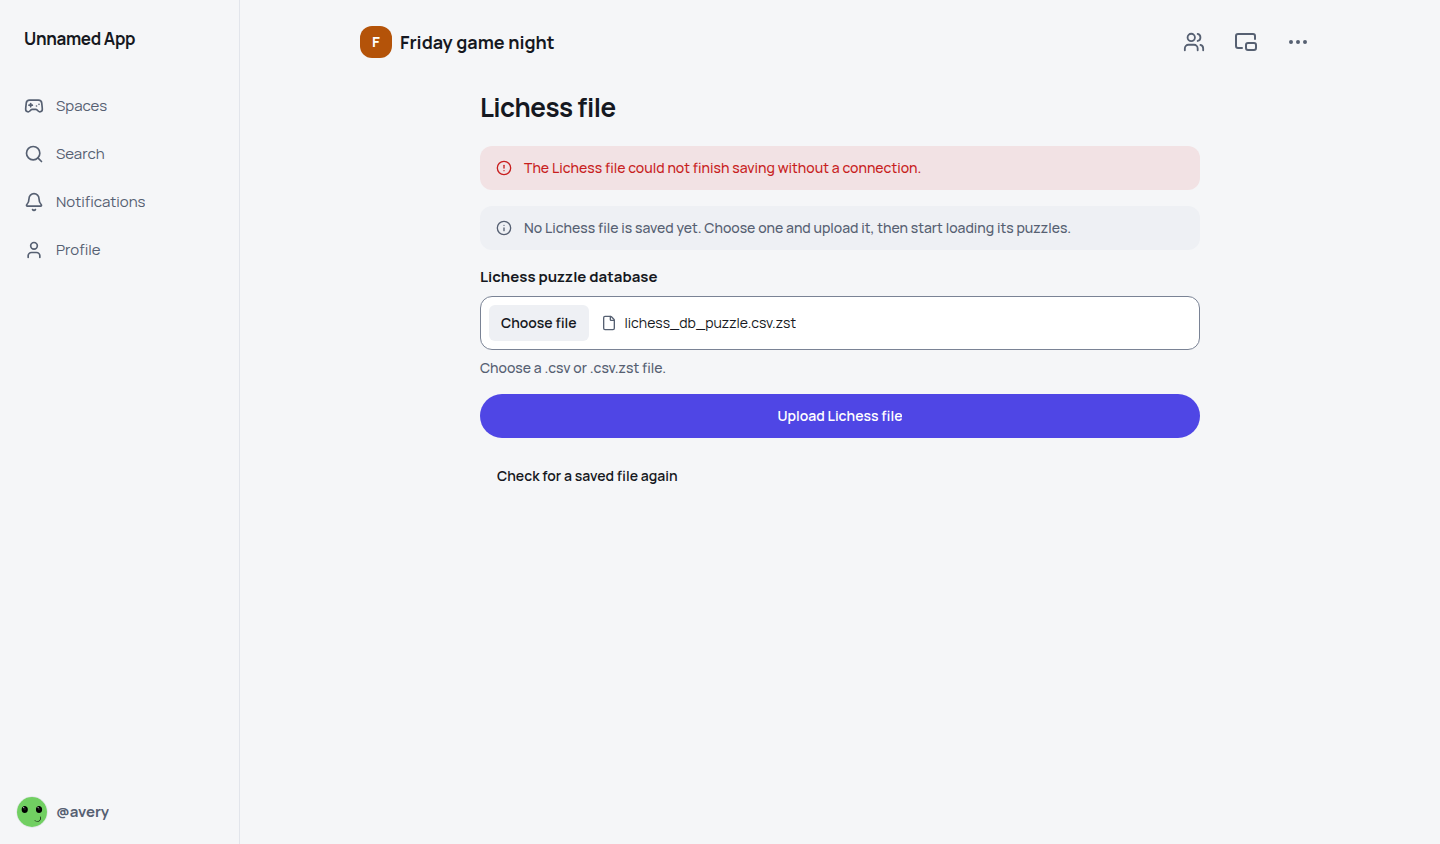 Unnamed App
Spaces
Search
Notifications
Profile
@avery
F
Friday game night
Lichess file
The Lichess file could not finish saving without a connection.
No Lichess file is saved yet. Choose one and upload it, then start loading its puzzles.
Lichess puzzle database
Choose file
lichess_db_puzzle.csv.zst
Choose a .csv or .csv.zst file.
Upload Lichess file
Check for a saved file again